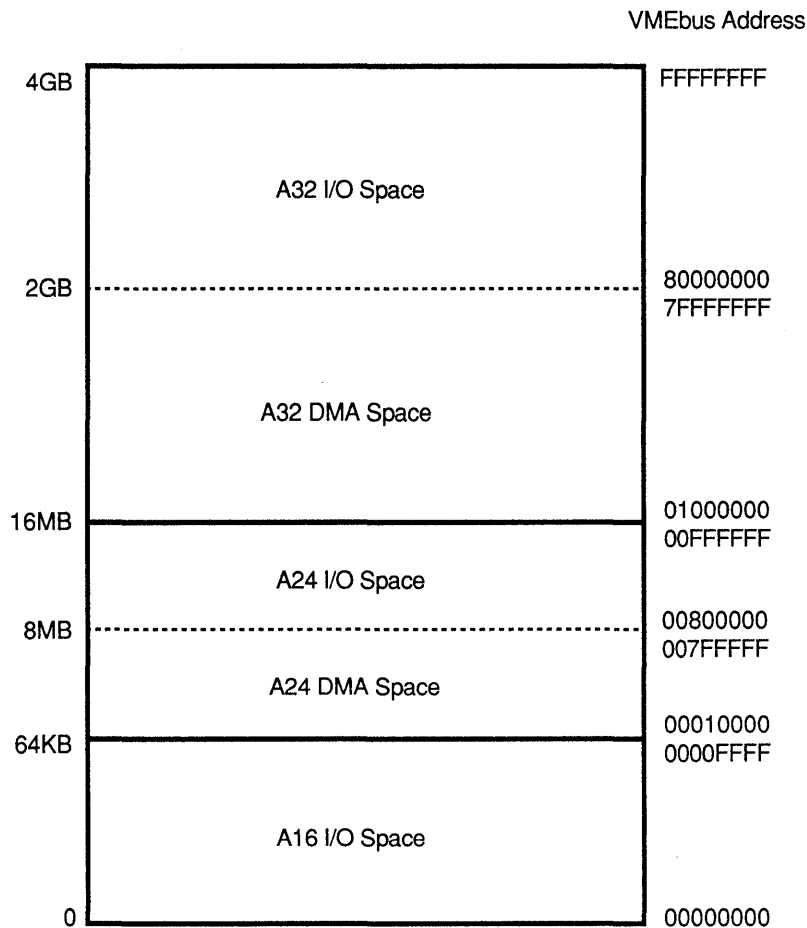 VMEbus Address
4GB
FFFFFFFF
A32 I/O Space
2GB
80000000
7FFFFFFF
A32 DMA Space
16MB
01000000
00FFFFFF
A24 I/O Space
8MB
00800000
007FFFFF
A24 DMA Space
64KB
00010000
0000FFFF
A16 I/O Space
0
00000000